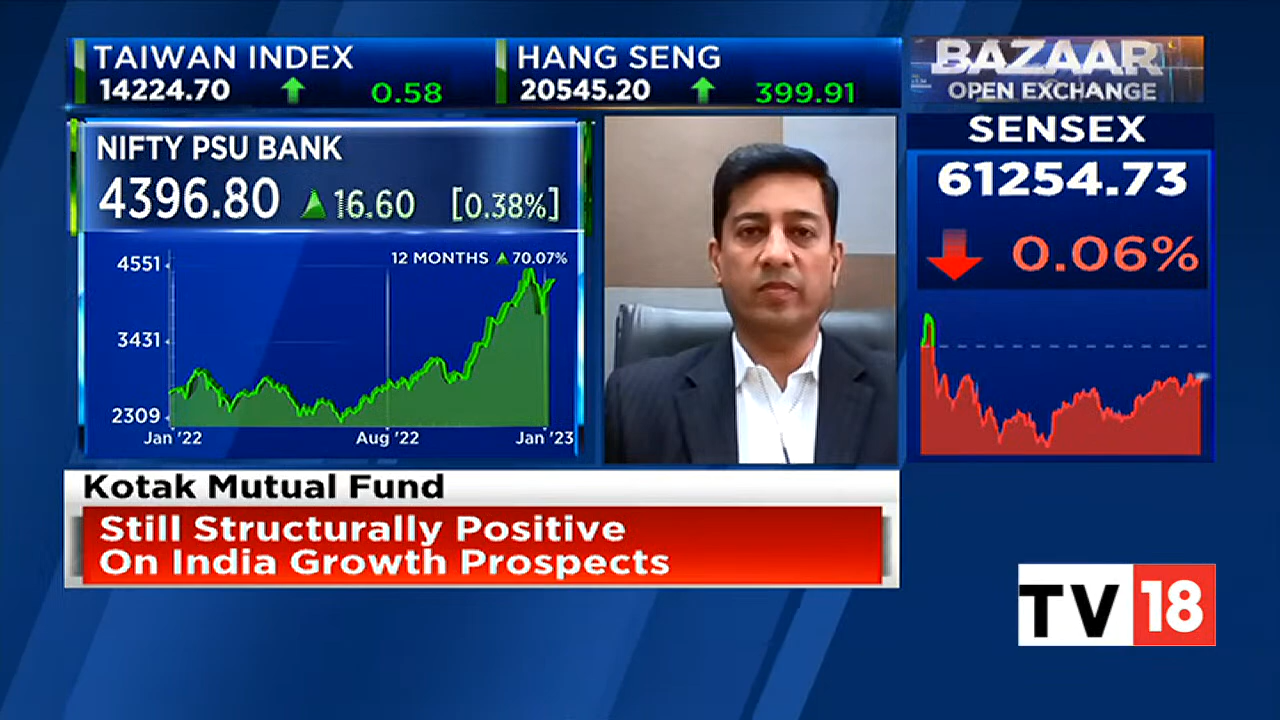 TAIWAN INDEX
14224.70 0.58
HANG SENG
20545.20 399.91
BAZAAR
OPEN EXCHANGE
NIFTY PSU BANK
4396.80 16.60 [0.38%]
12 MONTHS 70.07%
4551
3431
2309
Jan '22 Aug '22 Jan '23
SENSEX
61254.73
0.06%
Kotak Mutual Fund
Still Structurally Positive
On India Growth Prospects
TV18